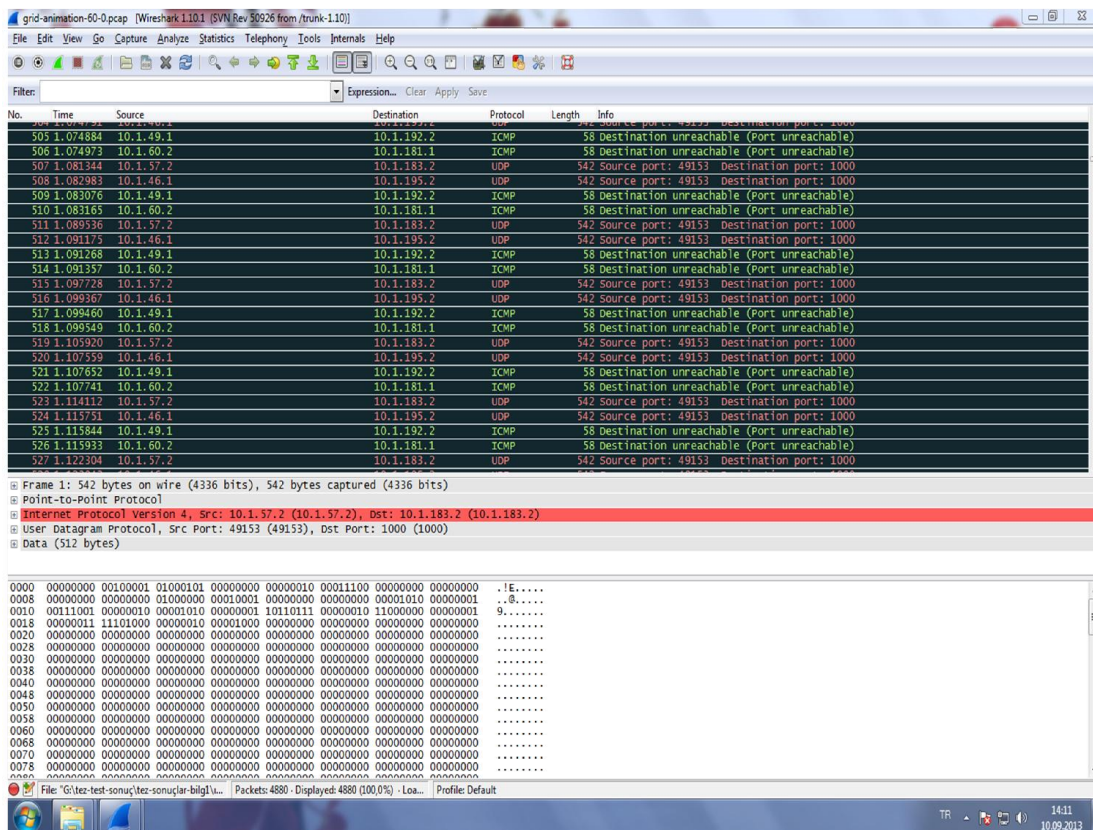 grid-animation-60-0.pcap [Wireshark 1.10.1 (SVN Rev 50926 from /trunk-1.10)]
File Edit View Go Capture Analyze Statistics Telephony Tools Internals Help
Filter: Expression... Clear Apply Save
No. Time Source Destination Protocol Length Info
504 1.074791 10.1.46.1 10.1.195.2 UDP 542 Source port: 49153 Destination port: 1000
505 1.074884 10.1.49.1 10.1.192.2 ICMP 58 Destination unreachable (Port unreachable)
506 1.074973 10.1.60.2 10.1.181.1 ICMP 58 Destination unreachable (Port unreachable)
507 1.081344 10.1.57.2 10.1.183.2 UDP 542 Source port: 49153 Destination port: 1000
508 1.082983 10.1.46.1 10.1.195.2 UDP 542 Source port: 49153 Destination port: 1000
509 1.083076 10.1.49.1 10.1.192.2 ICMP 58 Destination unreachable (Port unreachable)
510 1.083165 10.1.60.2 10.1.181.1 ICMP 58 Destination unreachable (Port unreachable)
511 1.089536 10.1.57.2 10.1.183.2 UDP 542 Source port: 49153 Destination port: 1000
512 1.091175 10.1.46.1 10.1.195.2 UDP 542 Source port: 49153 Destination port: 1000
513 1.091268 10.1.49.1 10.1.192.2 ICMP 58 Destination unreachable (Port unreachable)
514 1.091357 10.1.60.2 10.1.181.1 ICMP 58 Destination unreachable (Port unreachable)
515 1.097728 10.1.57.2 10.1.183.2 UDP 542 Source port: 49153 Destination port: 1000
516 1.099367 10.1.46.1 10.1.195.2 UDP 542 Source port: 49153 Destination port: 1000
517 1.099460 10.1.49.1 10.1.192.2 ICMP 58 Destination unreachable (Port unreachable)
518 1.099549 10.1.60.2 10.1.181.1 ICMP 58 Destination unreachable (Port unreachable)
519 1.105920 10.1.57.2 10.1.183.2 UDP 542 Source port: 49153 Destination port: 1000
520 1.107559 10.1.46.1 10.1.195.2 UDP 542 Source port: 49153 Destination port: 1000
521 1.107652 10.1.49.1 10.1.192.2 ICMP 58 Destination unreachable (Port unreachable)
522 1.107741 10.1.60.2 10.1.181.1 ICMP 58 Destination unreachable (Port unreachable)
523 1.114112 10.1.57.2 10.1.183.2 UDP 542 Source port: 49153 Destination port: 1000
524 1.115751 10.1.46.1 10.1.195.2 UDP 542 Source port: 49153 Destination port: 1000
525 1.115844 10.1.49.1 10.1.192.2 ICMP 58 Destination unreachable (Port unreachable)
526 1.115933 10.1.60.2 10.1.181.1 ICMP 58 Destination unreachable (Port unreachable)
527 1.122304 10.1.57.2 10.1.183.2 UDP 542 Source port: 49153 Destination port: 1000
Frame 1: 542 bytes on wire (4336 bits), 542 bytes captured (4336 bits)
Point-to-Point Protocol
Internet Protocol Version 4, Src: 10.1.57.2 (10.1.57.2), Dst: 10.1.183.2 (10.1.183.2)
User Datagram Protocol, Src Port: 49153 (49153), Dst Port: 1000 (1000)
Data (512 bytes)
0000 00000000 00100001 01000101 00000000 00000010 00011100 00000000 00000000 .!E.....
0008 00000000 00000000 01000000 00010001 00000000 00000000 00001010 00000001 ..@.....
0010 00111001 00000010 00001010 00000001 10110111 00000010 11000000 00000001 9.......
0018 00000011 11101000 00000010 00001000 00000000 00000000 00000000 00000000 ........
0020 00000000 00000000 00000000 00000000 00000000 00000000 00000000 00000000 ........
0028 00000000 00000000 00000000 00000000 00000000 00000000 00000000 00000000 ........
0030 00000000 00000000 00000000 00000000 00000000 00000000 00000000 00000000 ........
0038 00000000 00000000 00000000 00000000 00000000 00000000 00000000 00000000 ........
0040 00000000 00000000 00000000 00000000 00000000 00000000 00000000 00000000 ........
0048 00000000 00000000 00000000 00000000 00000000 00000000 00000000 00000000 ........
0050 00000000 00000000 00000000 00000000 00000000 00000000 00000000 00000000 ........
0058 00000000 00000000 00000000 00000000 00000000 00000000 00000000 00000000 ........
0060 00000000 00000000 00000000 00000000 00000000 00000000 00000000 00000000 ........
0068 00000000 00000000 00000000 00000000 00000000 00000000 00000000 00000000 ........
0070 00000000 00000000 00000000 00000000 00000000 00000000 00000000 00000000 ........
0078 00000000 00000000 00000000 00000000 00000000 00000000 00000000 00000000 ........
File: "G:\tez-test-sonuç\tez-sonuçlar-bilg1\ı... Packets: 4880 · Displayed: 4880 (100,0%) · Loa... Profile: Default
TR 14:11
10.09.2013